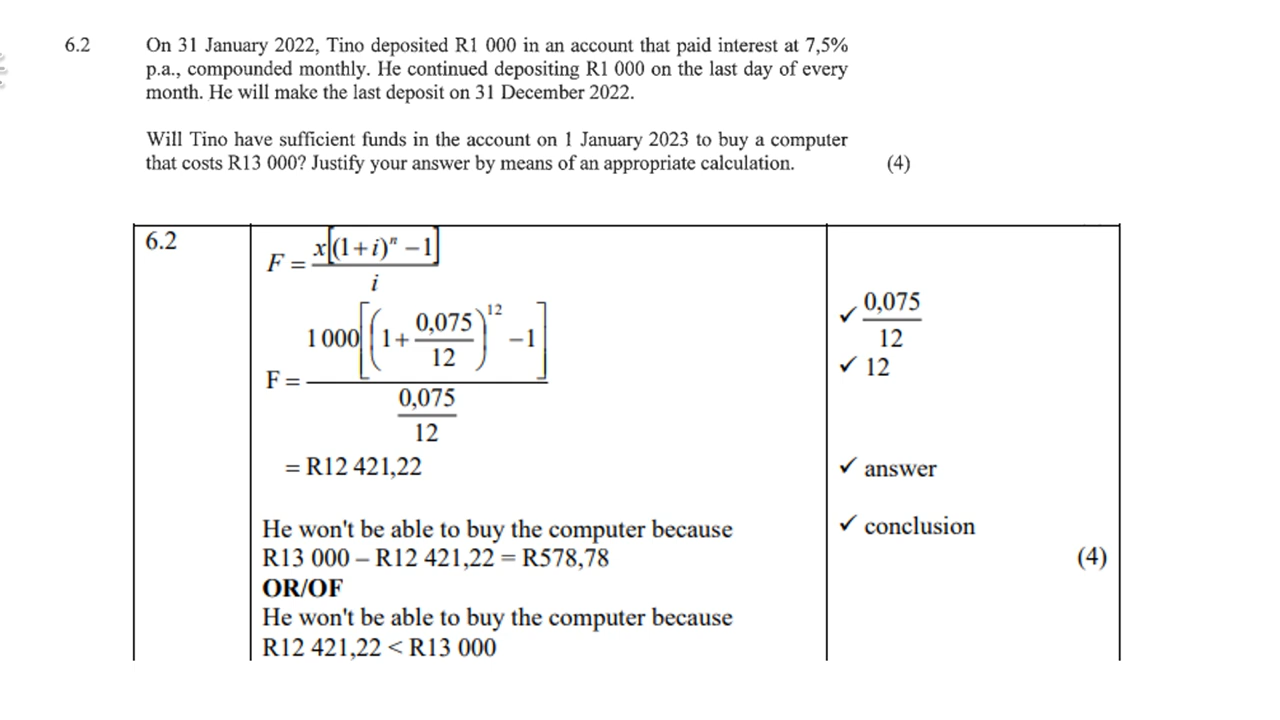 6.2 On 31 January 2022, Tino deposited R1 000 in an account that paid interest at 7,5%
p.a., compounded monthly. He continued depositing R1 000 on the last day of every
month. He will make the last deposit on 31 December 2022.
Will Tino have sufficient funds in the account on 1 January 2023 to buy a computer
that costs R13 000? Justify your answer by means of an appropriate calculation. (4)
6.2
F = x[(1+i)ⁿ −1]
i
1 000[(1+ 0,075/12)¹² −1]
F =
0,075
12
= R12 421,22
He won't be able to buy the computer because
R13 000 – R12 421,22 = R578,78
OR/OF
He won't be able to buy the computer because
R12 421,22 < R13 000
✓ 0,075
12
✓ 12
✓ answer
✓ conclusion
(4)